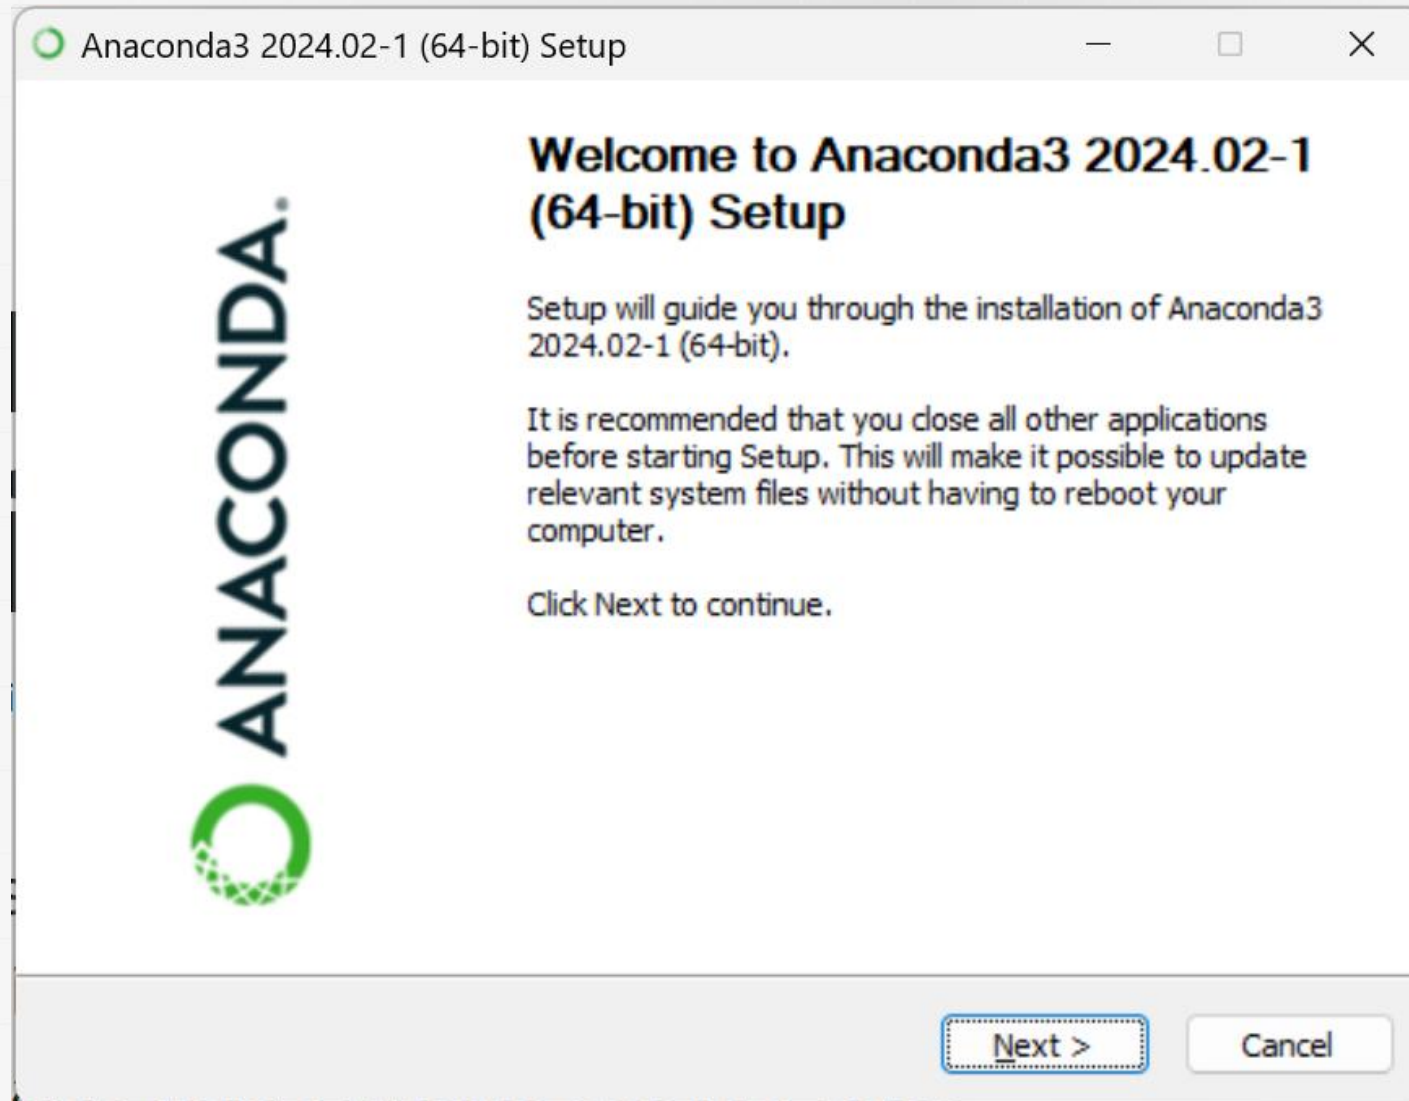 Anaconda3 2024.02-1 (64-bit) Setup
ANACONDA.
Welcome to Anaconda3 2024.02-1
(64-bit) Setup
Setup will guide you through the installation of Anaconda3
2024.02-1 (64-bit).
It is recommended that you close all other applications
before starting Setup. This will make it possible to update
relevant system files without having to reboot your
computer.
Click Next to continue.
Next >
Cancel